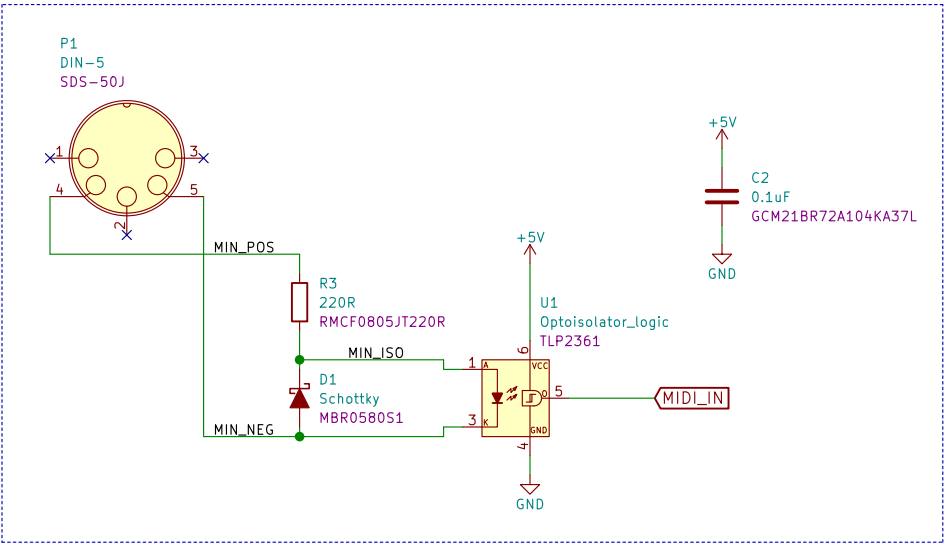 P1
DIN-5
SDS-50J
1
3
4
5
2
MIN_POS
R3
220R
RMCF0805JT220R
MIN_ISO
D1
Schottky
MBR0580S1
MIN_NEG
+5V
U1
Optoisolator_logic
TLP2361
6
1
A
VCC
O
5
3
K
GND
4
GND
MIDI_IN
+5V
C2
0.1uF
GCM21BR72A104KA37L
GND